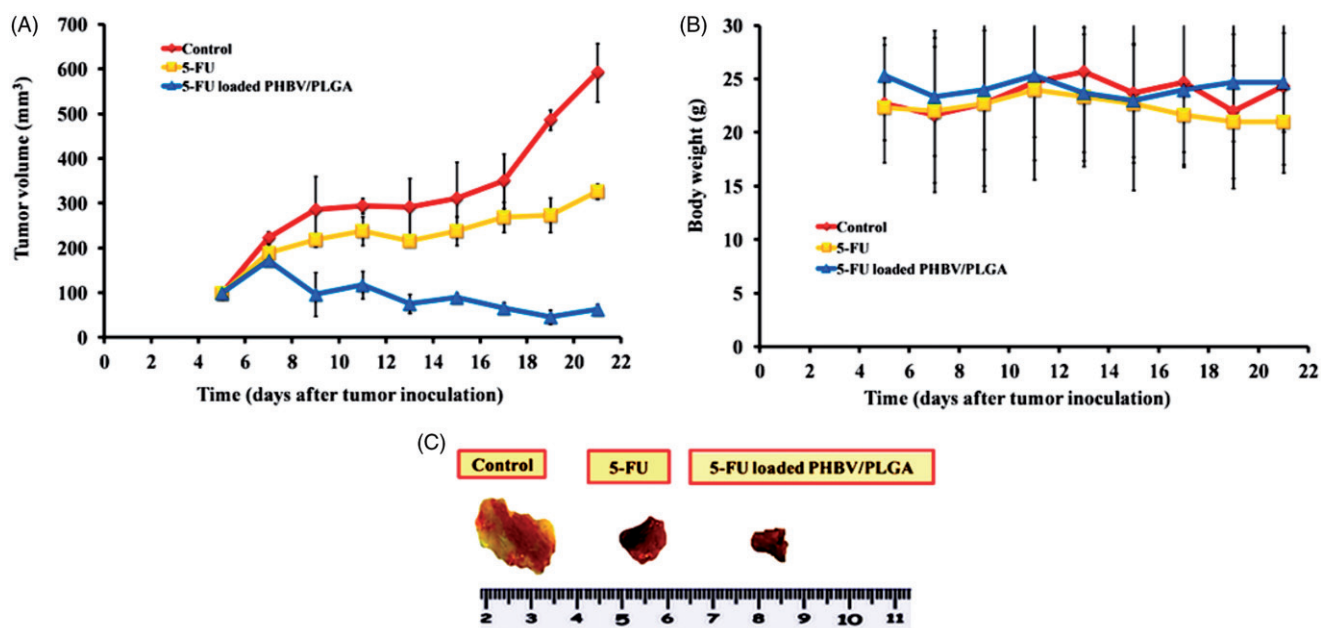 (A)
700
600
500
400
300
200
100
0
Tumor volume (mm³)
Control
5-FU
5-FU loaded PHBV/PLGA
0 2 4 6 8 10 12 14 16 18 20 22
Time (days after tumor inoculation)
(B)
30
25
20
15
10
5
0
Body weight (g)
Control
5-FU
5-FU loaded PHBV/PLGA
0 2 4 6 8 10 12 14 16 18 20 22
Time (days after tumor inoculation)
(C)
Control 5-FU 5-FU loaded PHBV/PLGA
2 3 4 5 6 7 8 9 10 11